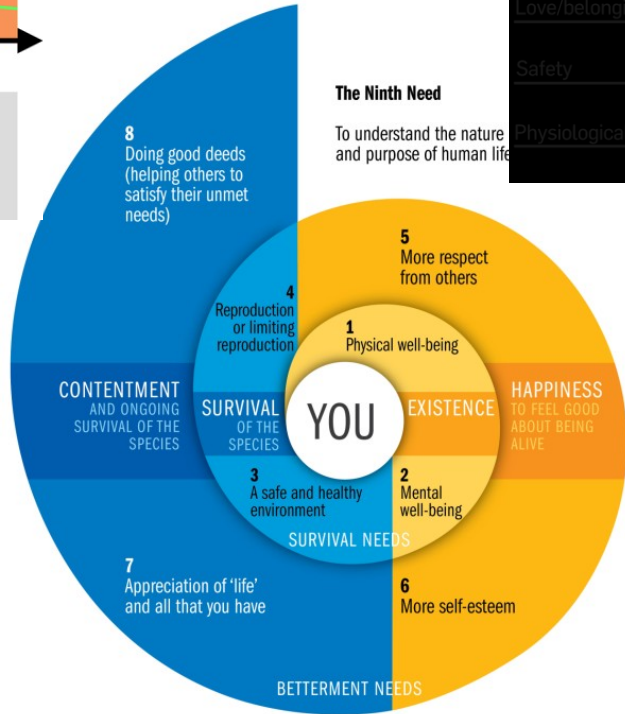 Love/belongi
Safety
Physiologica
The Ninth Need
To understand the nature
and purpose of human life
8
Doing good deeds
(helping others to
satisfy their unmet
needs)
5
More respect
from others
4
Reproduction
or limiting
reproduction
1
Physical well-being
CONTENTMENT
AND ONGOING
SURVIVAL OF THE
SPECIES
SURVIVAL
OF THE
SPECIES
YOU
EXISTENCE
HAPPINESS
TO FEEL GOOD
ABOUT BEING
ALIVE
3
A safe and healthy
environment
2
Mental
well-being
SURVIVAL NEEDS
7
Appreciation of ‘life’
and all that you have
6
More self-esteem
BETTERMENT NEEDS